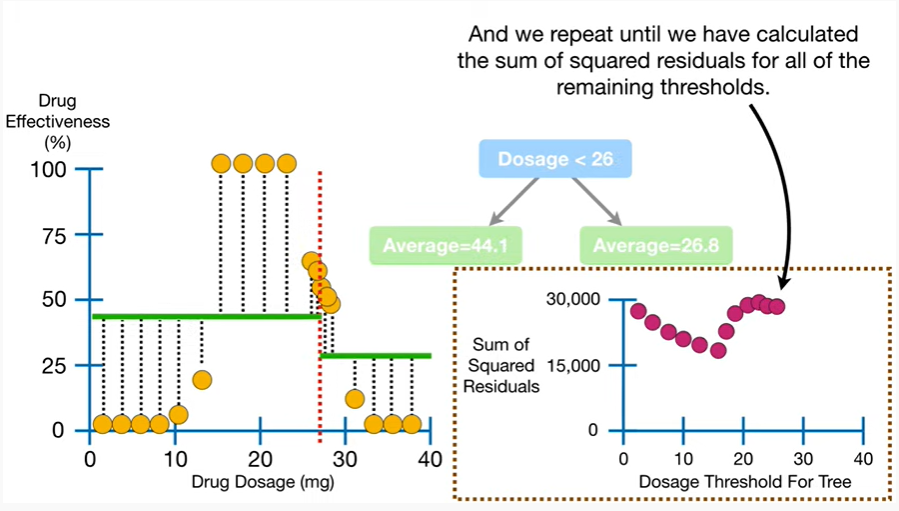 And we repeat until we have calculated
the sum of squared residuals for all of the
remaining thresholds.
Drug
Effectiveness
(%)
100
75
50
25
0
0 10 20 30 40
Drug Dosage (mg)
Dosage < 26
Average=44.1 Average=26.8
30,000
15,000
0
Sum of
Squared
Residuals
0 10 20 30 40
Dosage Threshold For Tree